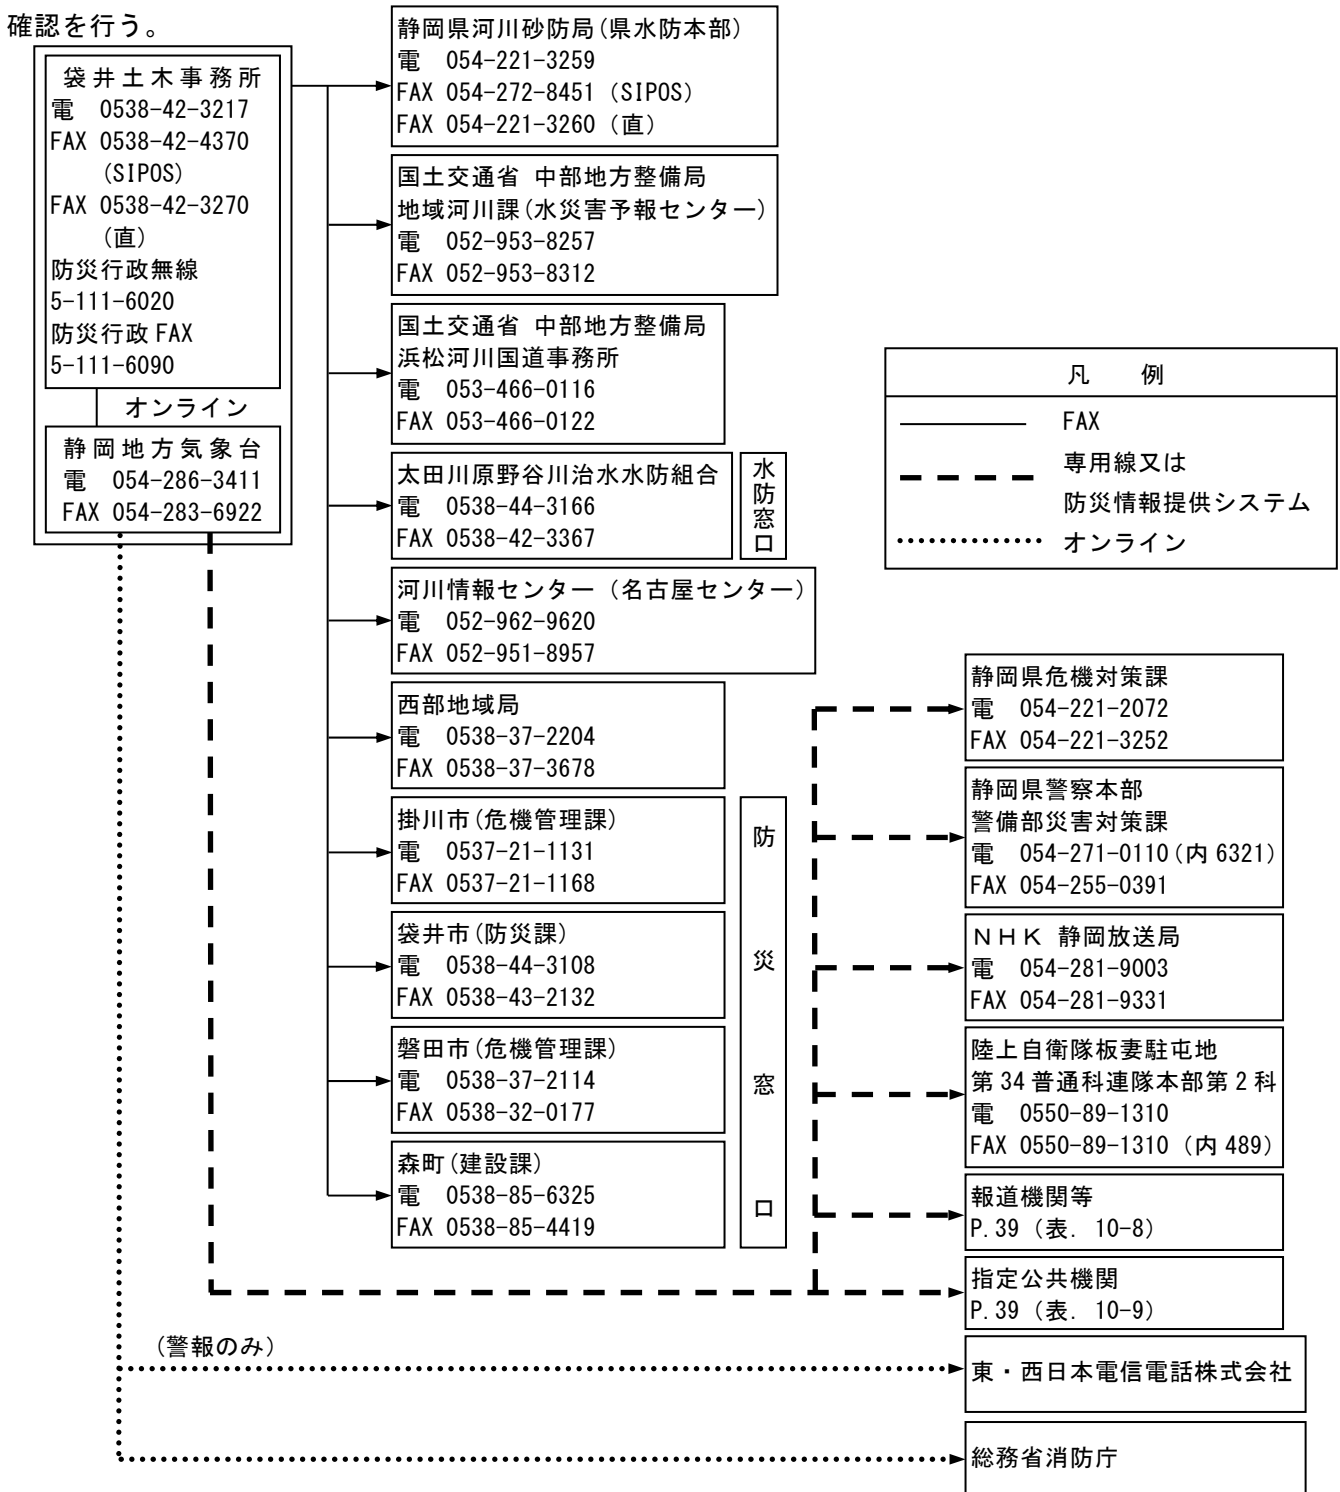 確認を行う。
袋井土木事務所
電 0538-42-3217
FAX 0538-42-4370
(SIPOS)
FAX 0538-42-3270
(直)
防災行政無線
5-111-6020
防災行政 FAX
5-111-6090
オンライン
静岡地方気象台
電 054-286-3411
FAX 054-283-6922
静岡県河川砂防局(県水防本部)
電 054-221-3259
FAX 054-272-8451 (SIPOS)
FAX 054-221-3260 (直)
国土交通省 中部地方整備局
地域河川課(水災害予報センター)
電 052-953-8257
FAX 052-953-8312
国土交通省 中部地方整備局
浜松河川国道事務所
電 053-466-0116
FAX 053-466-0122
太田川原野谷川治水水防組合
電 0538-44-3166
FAX 0538-42-3367
水防窓口
河川情報センター (名古屋センター)
電 052-962-9620
FAX 052-951-8957
西部地域局
電 0538-37-2204
FAX 0538-37-3678
掛川市(危機管理課)
電 0537-21-1131
FAX 0537-21-1168
袋井市(防災課)
電 0538-44-3108
FAX 0538-43-2132
磐田市(危機管理課)
電 0538-37-2114
FAX 0538-32-0177
森町(建設課)
電 0538-85-6325
FAX 0538-85-4419
防災窓口
凡 例
FAX
専用線又は
防災情報提供システム
オンライン
静岡県危機対策課
電 054-221-2072
FAX 054-221-3252
静岡県警察本部
警備部災害対策課
電 054-271-0110(内 6321)
FAX 054-255-0391
NHK 静岡放送局
電 054-281-9003
FAX 054-281-9331
陸上自衛隊板妻駐屯地
第 34 普通科連隊本部第 2 科
電 0550-89-1310
FAX 0550-89-1310 (内 489)
報道機関等
P.39 (表. 10-8)
指定公共機関
P.39 (表. 10-9)
(警報のみ)
東・西日本電信電話株式会社
総務省消防庁